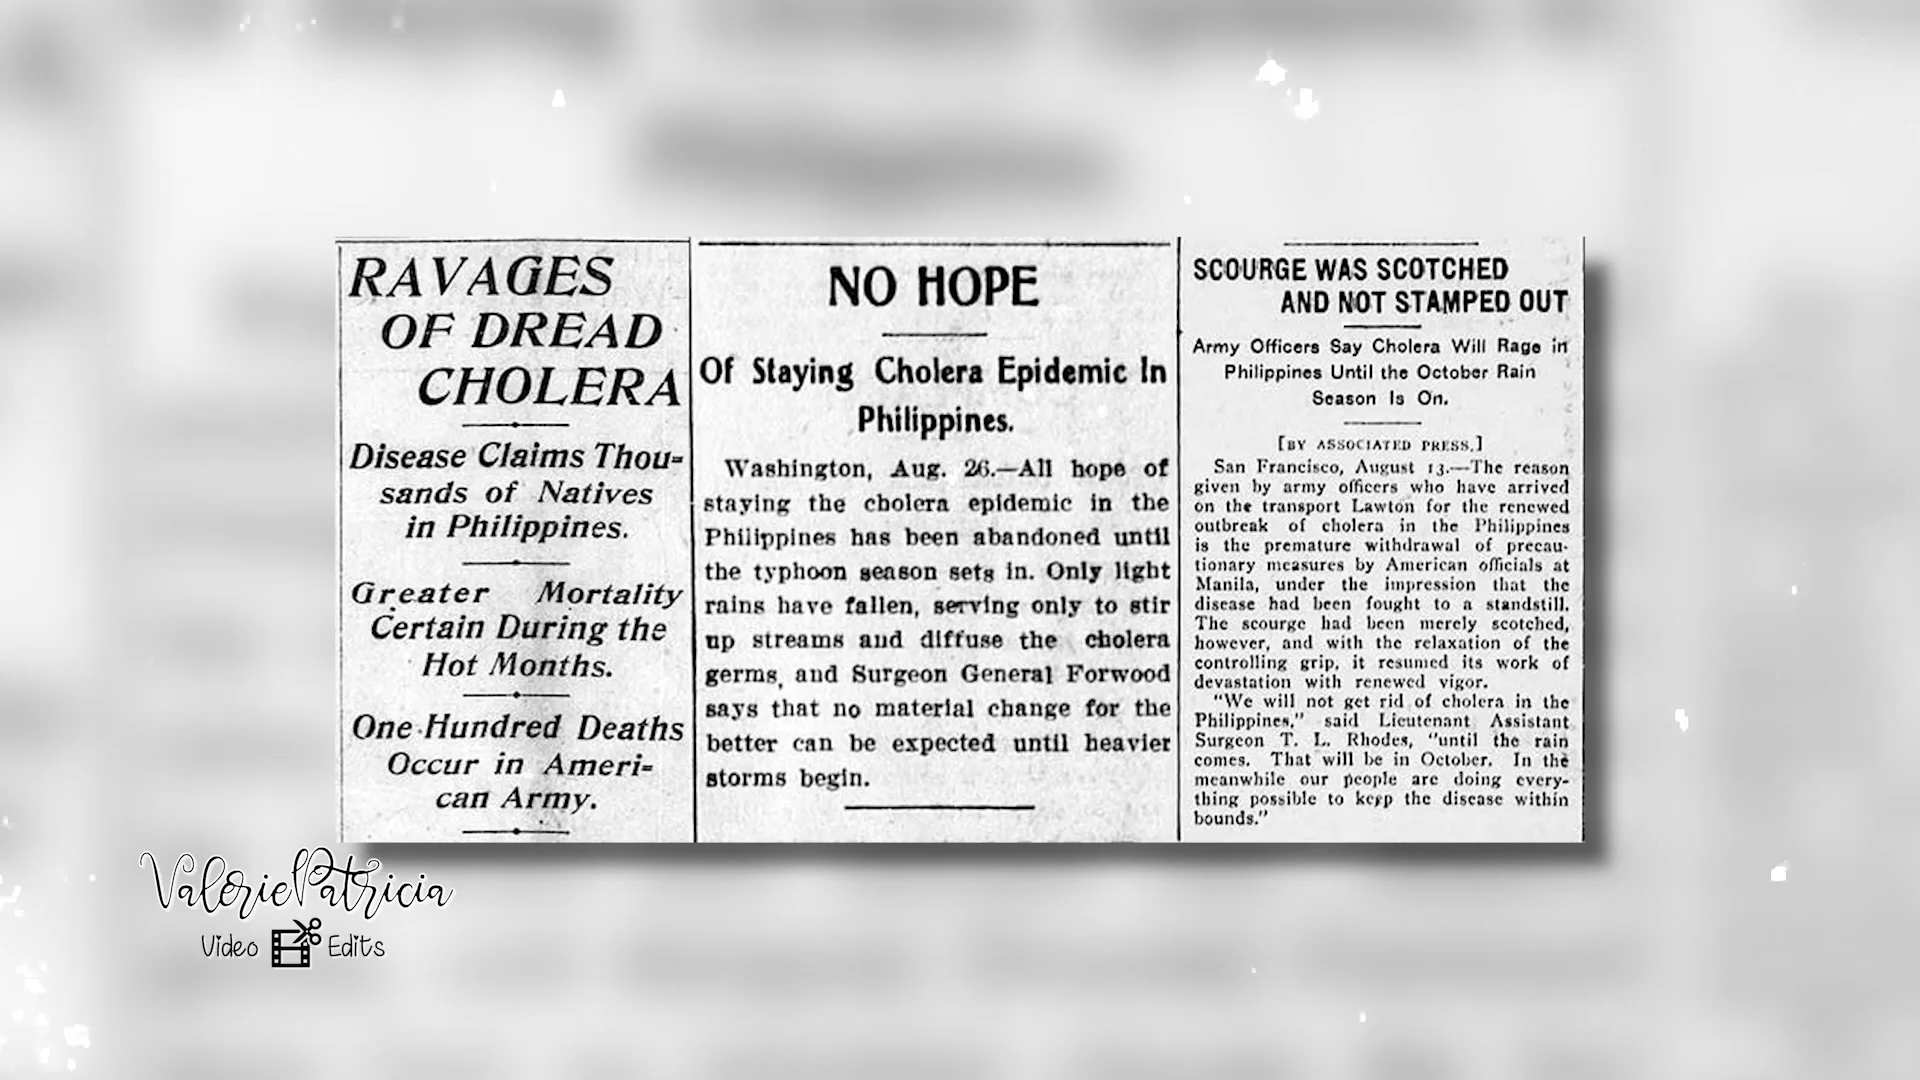 RAVAGES
OF DREAD
CHOLERA
Disease Claims Thou-
sands of Natives
in Philippines.
Greater Mortality
Certain During the
Hot Months.
One Hundred Deaths
Occur in Ameri-
can Army.
NO HOPE
Of Staying Cholera Epidemic In
Philippines.
Washington, Aug. 26.—All hope of
staying the cholera epidemic in the
Philippines has been abandoned until
the typhoon season sets in. Only light
rains have fallen, serving only to stir
up streams and diffuse the cholera
germs, and Surgeon General Forwood
says that no material change for the
better can be expected until heavier
storms begin.
SCOURGE WAS SCOTCHED
AND NOT STAMPED OUT
Army Officers Say Cholera Will Rage in
Philippines Until the October Rain
Season Is On.
[BY ASSOCIATED PRESS.]
San Francisco, August 13.—The reason
given by army officers who have arrived
on the transport Lawton for the renewed
outbreak of cholera in the Philippines
is the premature withdrawal of precau-
tionary measures by American officials at
Manila, under the impression that the
disease had been fought to a standstill.
The scourge had been merely scotched,
however, and with the relaxation of the
controlling grip, it resumed its work of
devastation with renewed vigor.
"We will not get rid of cholera in the
Philippines," said Lieutenant Assistant
Surgeon T. L. Rhodes, "until the rain
comes. That will be in October. In the
meanwhile our people are doing every-
thing possible to keep the disease within
bounds."
ValeriePatricia
Video Edits